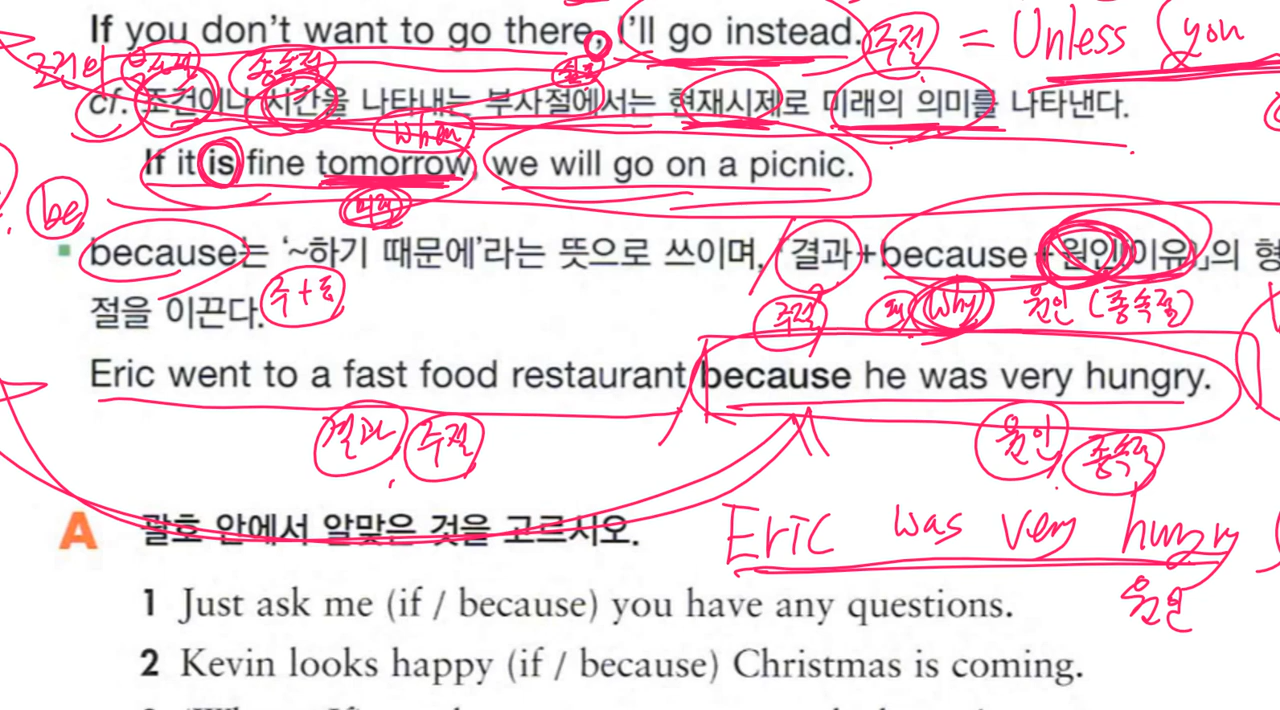 If you don't want to go there, I'll go instead. 주절 = Unless you
cf. 조건이나 시간을 나타내는 부사절에서는 현재시제로 미래의 의미를 나타낸다.
when
If it is fine tomorrow, we will go on a picnic.
be 미래
because는 '~하기 때문에'라는 뜻으로 쓰이며, 「결과+because+원인(이유)」의 형
절을 이끈다. 주+동 주절 왜 why 원인 (종속절)
Eric went to a fast food restaurant because he was very hungry.
결과 주절 원인 종속절
Eric was very hungry
원인
A 괄호 안에서 알맞은 것을 고르시오.
1 Just ask me (if / because) you have any questions.
2 Kevin looks happy (if / because) Christmas is coming.